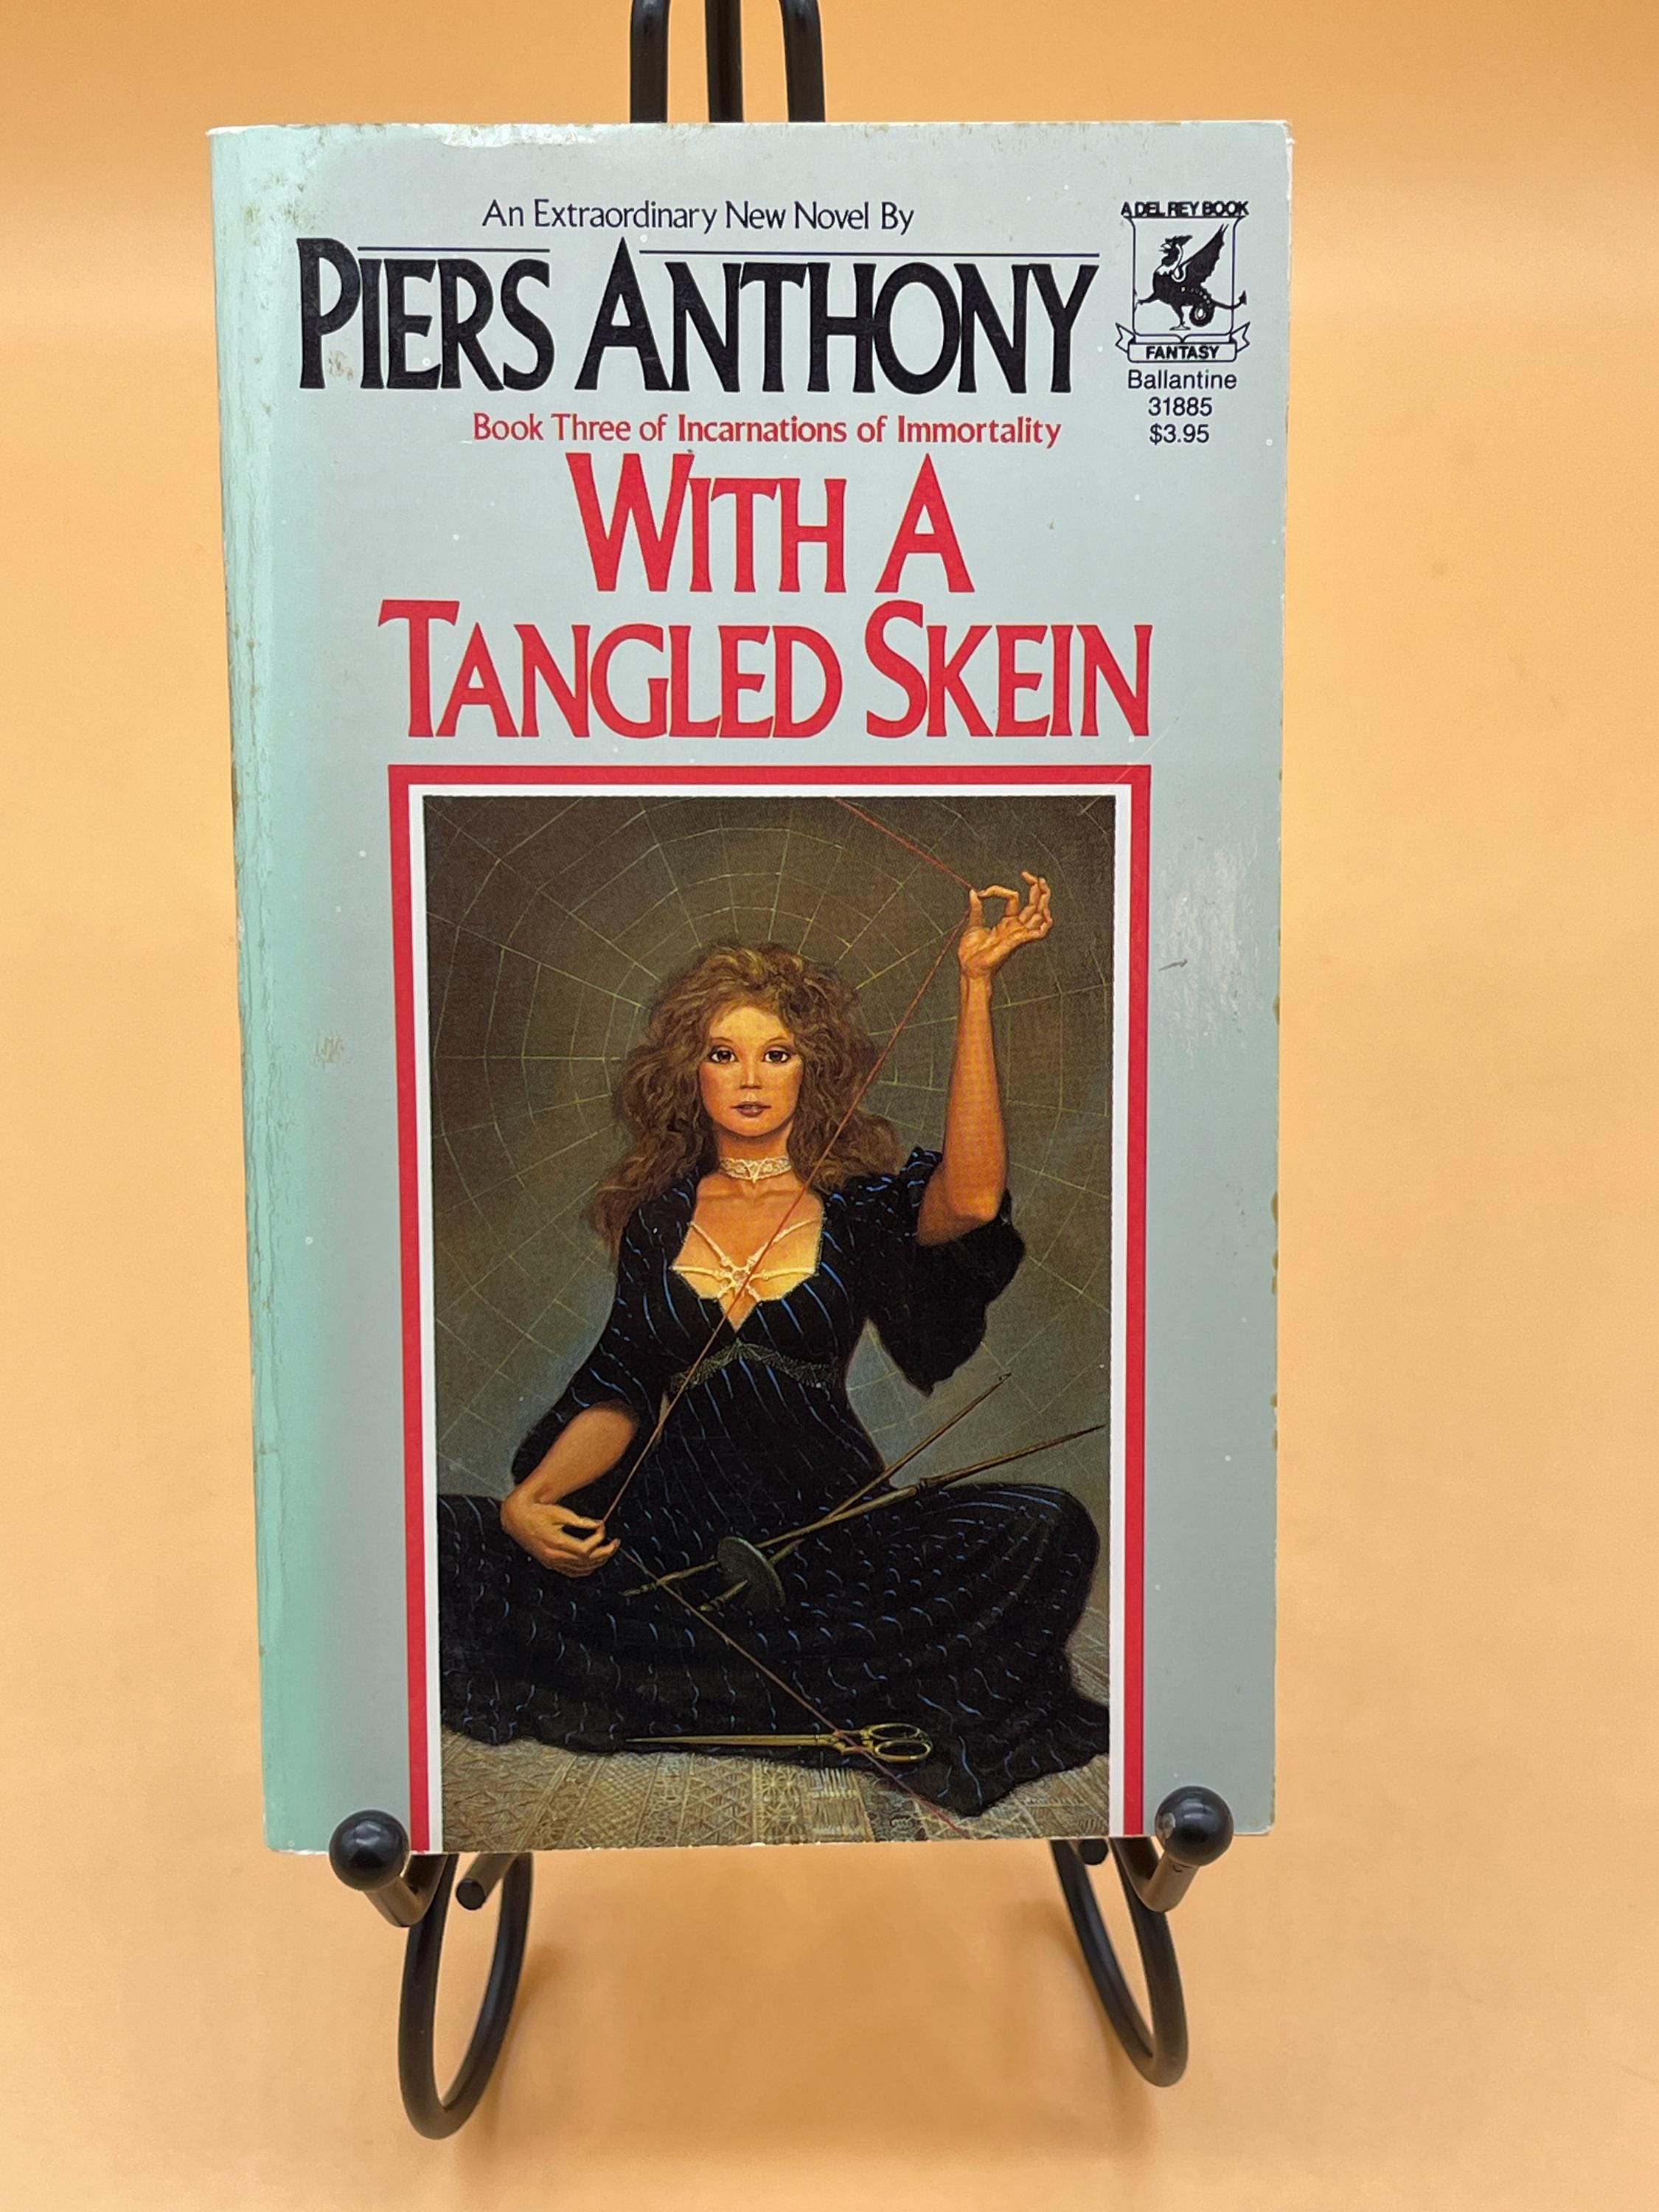 An Extraordinary New Novel By
PIERS ANTHONY
A DEL REY BOOK
FANTASY
Ballantine
31885
$3.95
Book Three of Incarnations of Immortality
WITH A
TANGLED SKEIN